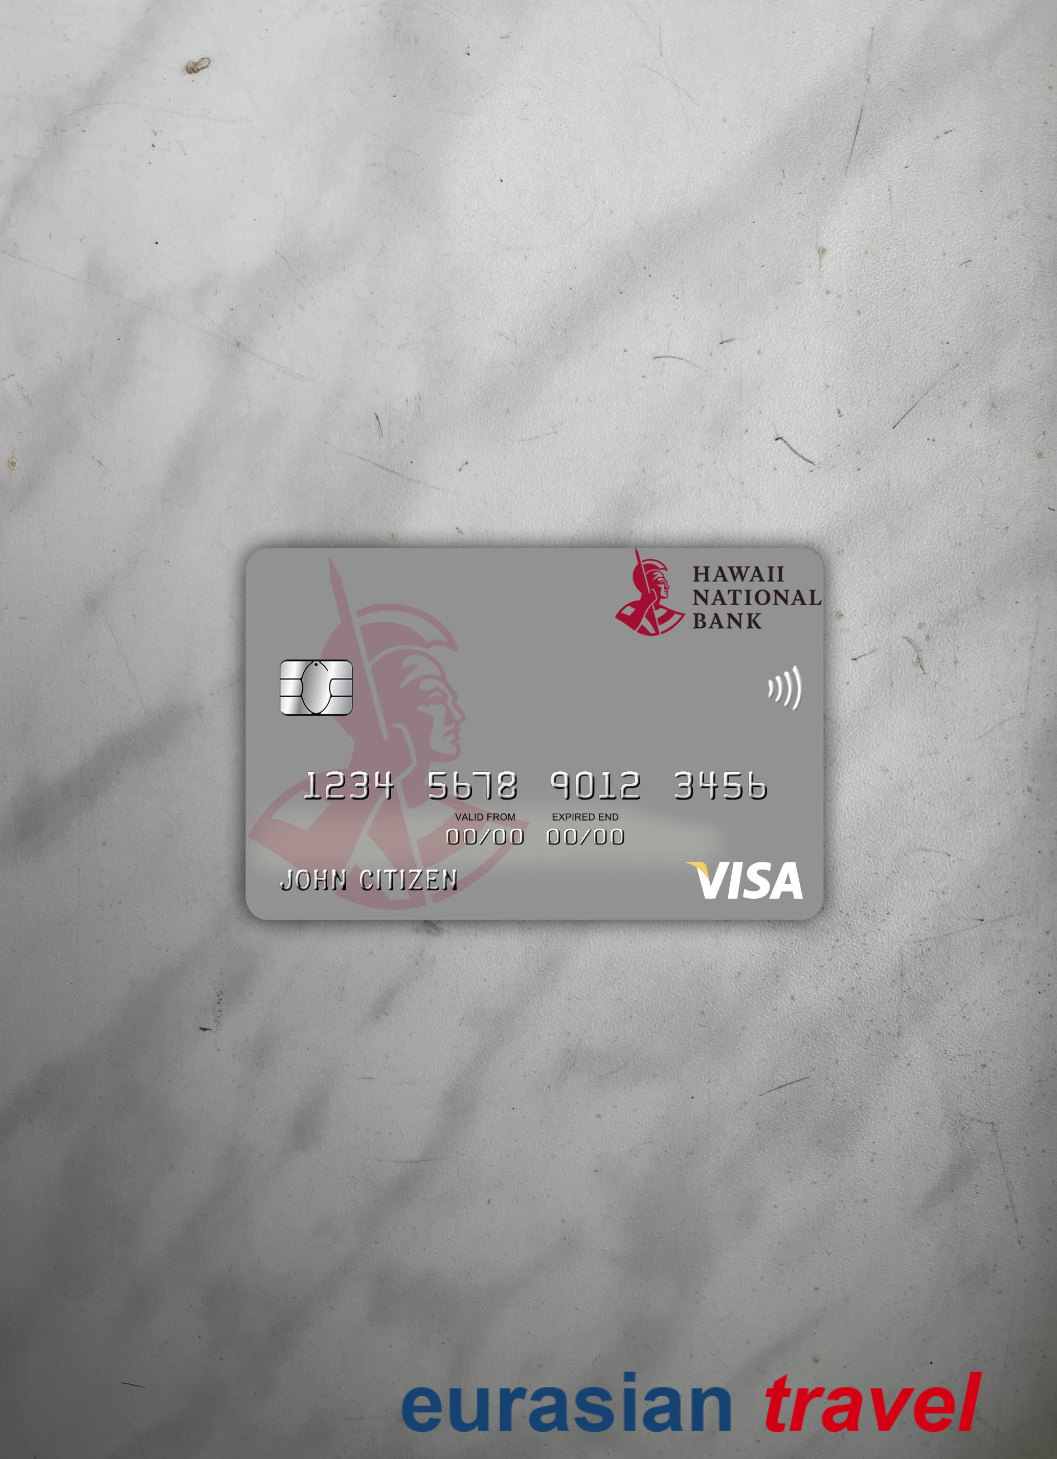 HAWAII
NATIONAL
BANK
1234 5678 9012 3456
VALID FROM EXPIRED END
00/00 00/00
JOHN CITIZEN
VISA
eurasian travel